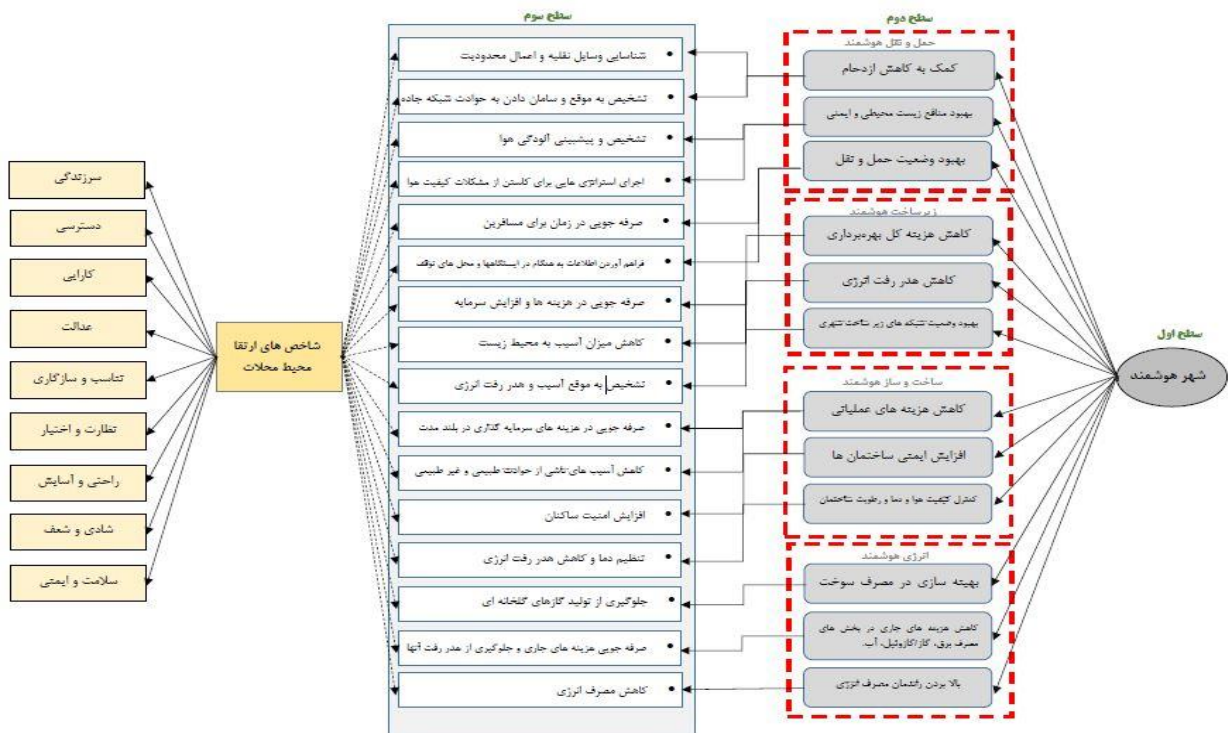 سطح اول
شهر هوشمند
سطح دوم
حمل و نقل هوشمند
کمک به کاهش ازدحام
بهبود منافع زیست محیطی و ایمنی
بهبود وضعیت حمل و نقل
زیرساخت هوشمند
کاهش هزینه کل بهره‌برداری
کاهش هدر رفت انرژی
بهبود وضعیت شبکه های زیر ساخت شهری
ساخت و ساز هوشمند
کاهش هزینه های عملیاتی
افزایش ایمنی ساختمان ها
کنترل کیفیت هوا و دما و رطوبت ساختمان
انرژی هوشمند
بهینه سازی در مصرف سوخت
کاهش هزینه های جاری در بخش های
مصرف برق، گاز/گازوئیل، آب.
بالا بردن راندمان مصرف انرژی
سطح سوم
• شناسایی وسایل نقلیه و اعمال محدودیت
• تشخیص به موقع و سامان دادن به حوادث شبکه جاده
• تشخیص و پیشبینی آلودگی هوا
• اجرای استراتژی هایی برای کاستن از مشکلات کیفیت هوا
• صرفه جویی در زمان برای مسافرین
• فراهم آوردن اطلاعات به هنگام در ایستگاهها و محل های توقف
• صرفه جویی در هزینه ها و افزایش سرمایه
• کاهش میزان آسیب به محیط زیست
• تشخیص به موقع آسیب و هدر رفت انرژی
• صرفه جویی در هزینه های سرمایه گذاری در بلند مدت
• کاهش آسیب های ناشی از حوادث طبیعی و غیر طبیعی
• افزایش امنیت ساکنان
• تنظیم دما و کاهش هدر رفت انرژی
• جلوگیری از تولید گازهای گلخانه ای
• صرفه جویی هزینه های جاری و جلوگیری از هدر رفت آنها
• کاهش مصرف انرژی
شاخص های ارتقا
محیط محلات
سرزندگی
دسترسی
کارایی
عدالت
تناسب و سازگاری
نظارت و اختیار
راحتی و آسایش
شادی و شعف
سلامت و ایمنی